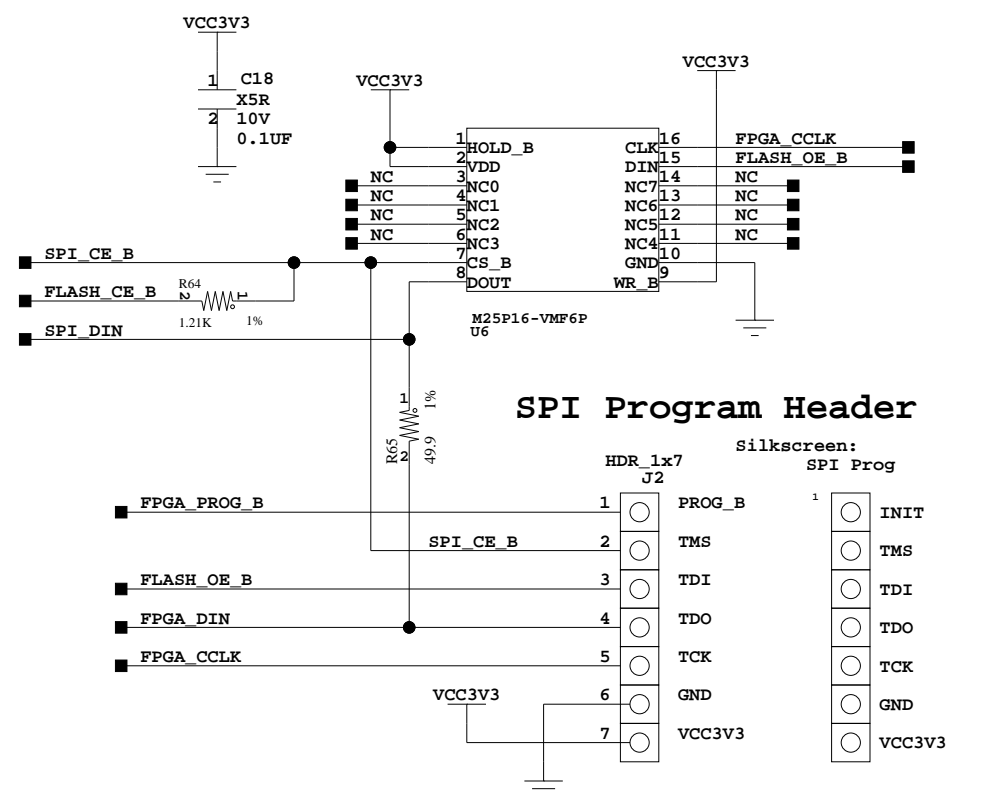 VCC3V3
1 C18
X5R
2 10V
0.1UF
VCC3V3
VCC3V3
1 HOLD_B CLK 16 FPGA_CCLK
2 VDD DIN 15 FLASH_OE_B
NC 3 NC0 NC7 14 NC
NC 4 NC1 NC6 13 NC
NC 5 NC2 NC5 12 NC
NC 6 NC3 NC4 11 NC
SPI_CE_B 7 CS_B GND 10
8 DOUT WR_B 9
R64
FLASH_CE_B 2 1
1.21K 1%
SPI_DIN
M25P16-VMF6P
U6
1 1%
R65 2 49.9
SPI Program Header
Silkscreen:
HDR_1x7 SPI Prog
J2
FPGA_PROG_B 1 PROG_B 1 INIT
SPI_CE_B 2 TMS TMS
FLASH_OE_B 3 TDI TDI
FPGA_DIN 4 TDO TDO
FPGA_CCLK 5 TCK TCK
VCC3V3 6 GND GND
7 VCC3V3 VCC3V3